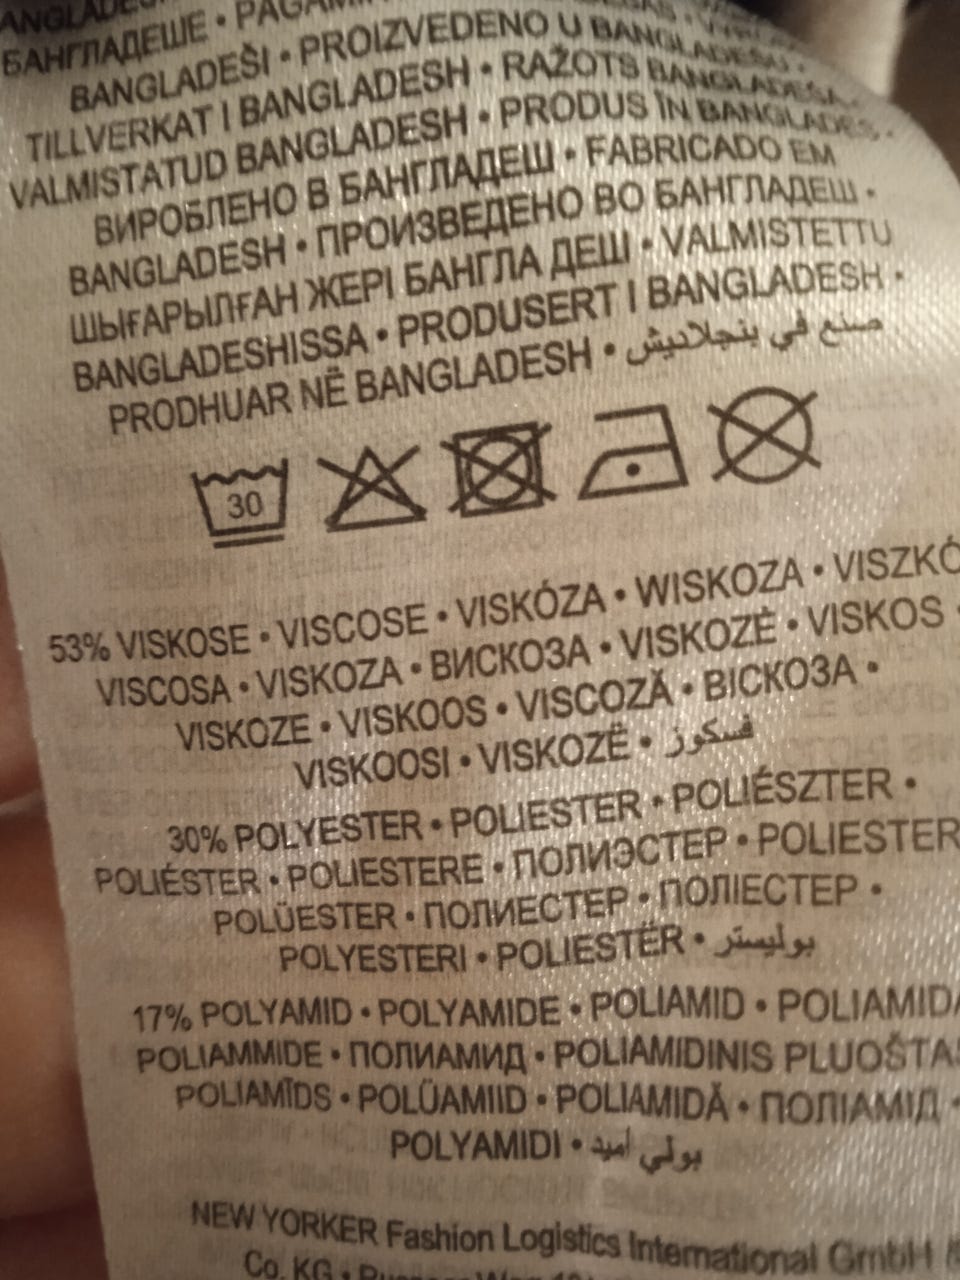 БАНГЛАДЕШЕ •
BANGLADEŠI • PROIZVEDENO U BANGLADEŠU •
TILLVERKAT I BANGLADESH • RAŽOTS BANGLADEŠĀ •
VALMISTATUD BANGLADESH • PRODUS ÎN BANGLADEȘ •
ВИРОБЛЕНО В БАНГЛАДЕШ • FABRICADO EM
BANGLADESH • ПРОИЗВЕДЕНО ВО БАНГЛАДЕШ •
ШЫҒАРЫЛҒАН ЖЕРІ БАНГЛА ДЕШ • VALMISTETTU
BANGLADESHISSA • PRODUSERT I BANGLADESH •
PRODHUAR NË BANGLADESH • صنع في بنجلاديش
30
53% VISKOSE • VISCOSE • VISKÓZA • WISKOZA • VISZKÓ
VISCOSA • VISKOZA • ВИСКОЗА • VISKOZĖ • VISKOS •
VISKOZE • VISKOOS • VISCOZĂ • ВІСКОЗА •
VISKOOSI • VISKOZË • فسكوز
30% POLYESTER • POLIESTER • POLIÉSZTER •
POLIÉSTER • POLIESTERE • ПОЛИЭСТЕР • POLIESTER
POLÜESTER • ПОЛИЕСТЕР • ПОЛІЕСТЕР •
POLYESTERI • POLIESTËR • بوليستر
17% POLYAMID • POLYAMIDE • POLIAMID • POLIAMIDA
POLIAMMIDE • ПОЛИАМИД • POLIAMIDINIS PLUOŠTAS
POLIAMĪDS • POLÜAMIID • POLIAMIDĂ • ПОЛІАМІД •
POLYAMIDI • بولي أميد
NEW YORKER Fashion Logistics International GmbH &
Co. KG •